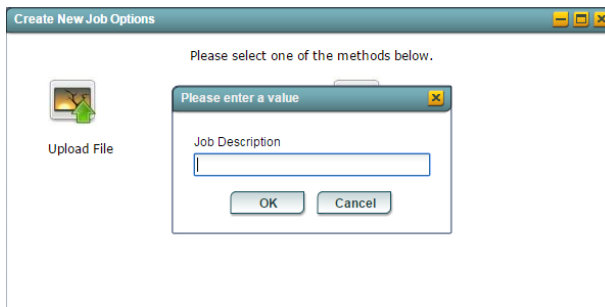 Create New Job Options
Please select one of the methods below.
Please enter a value
Upload File
Job Description
OK
Cancel